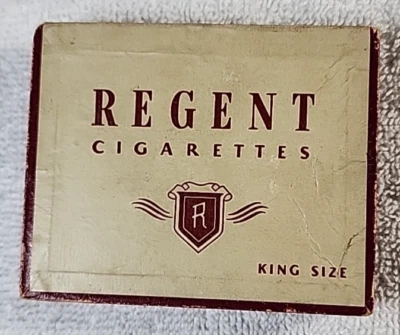 REGENT
CIGARETTES
R
KING SIZE